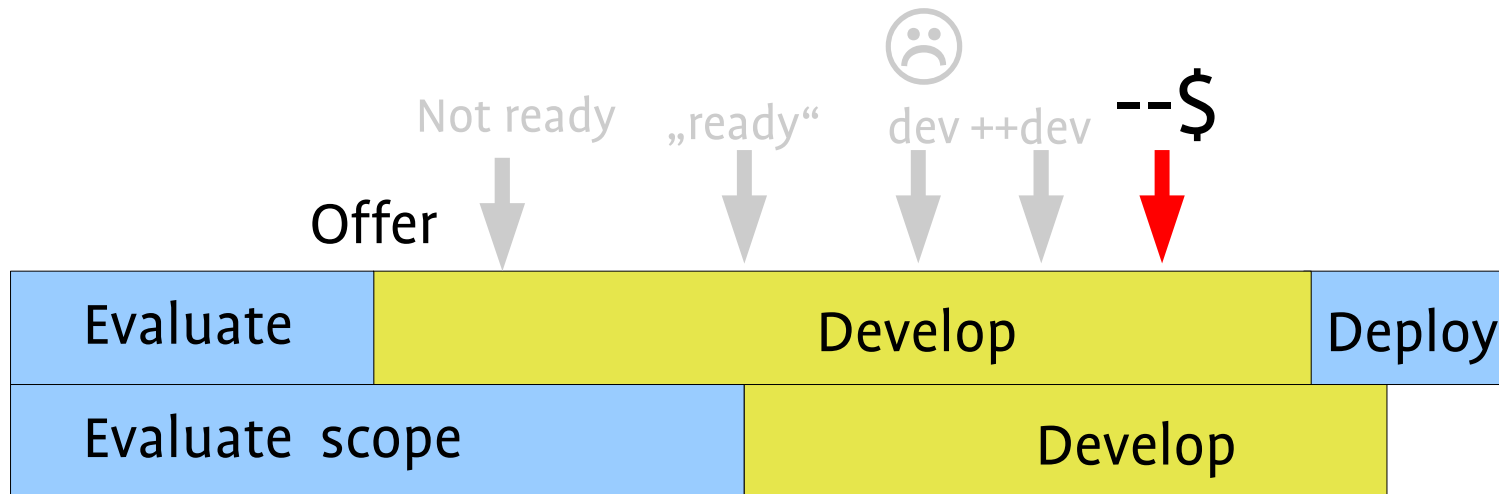 Not ready
„ready“
dev ++dev
--$
Offer
Evaluate
Develop
Deploy
Evaluate scope
Develop